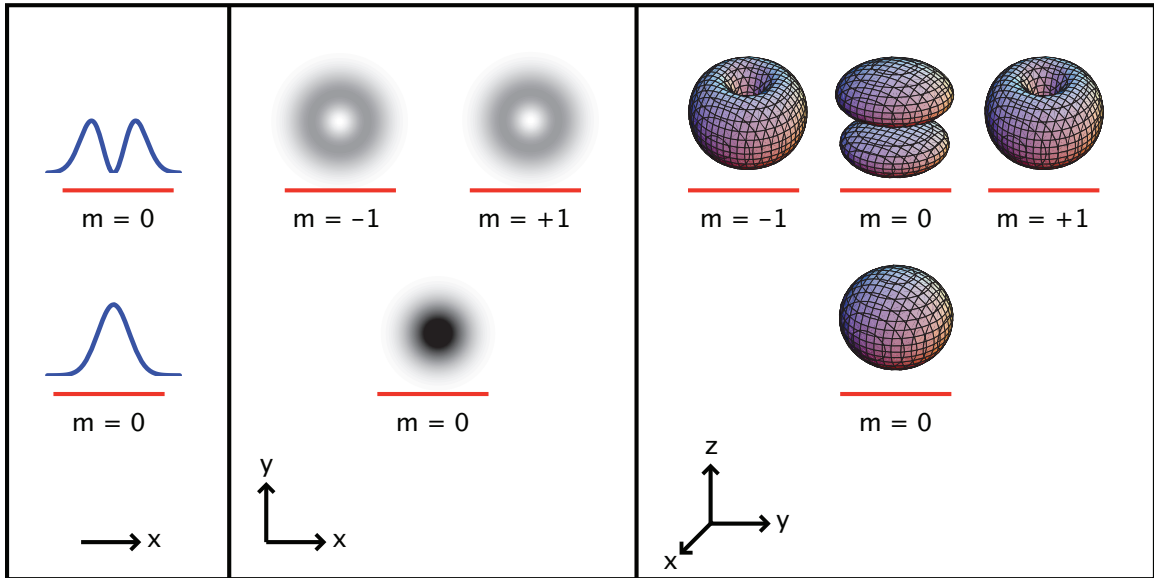 m = 0
m = –1
m = +1
m = –1
m = 0
m = +1
m = 0
m = 0
m = 0
x
y
x
z
y
x